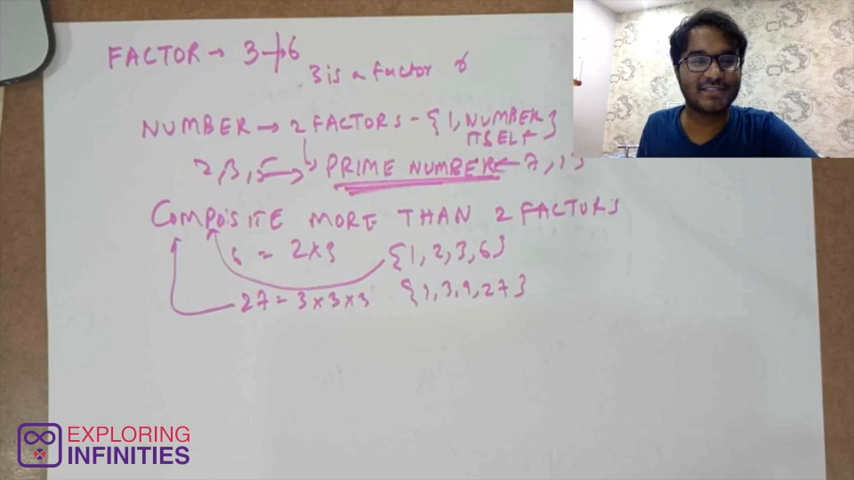 FACTOR → 3 → 6
3 is a factor of
NUMBER → 2 FACTORS - {1, NUMBER ITSELF}
2, 3, 5 → PRIME NUMBER ← 7, 13
COMPOSITE MORE THAN 2 FACTORS
6 = 2×3 {1, 2, 3, 6}
27 = 3×3×3 {1, 3, 9, 27}
EXPLORING
INFINITIES